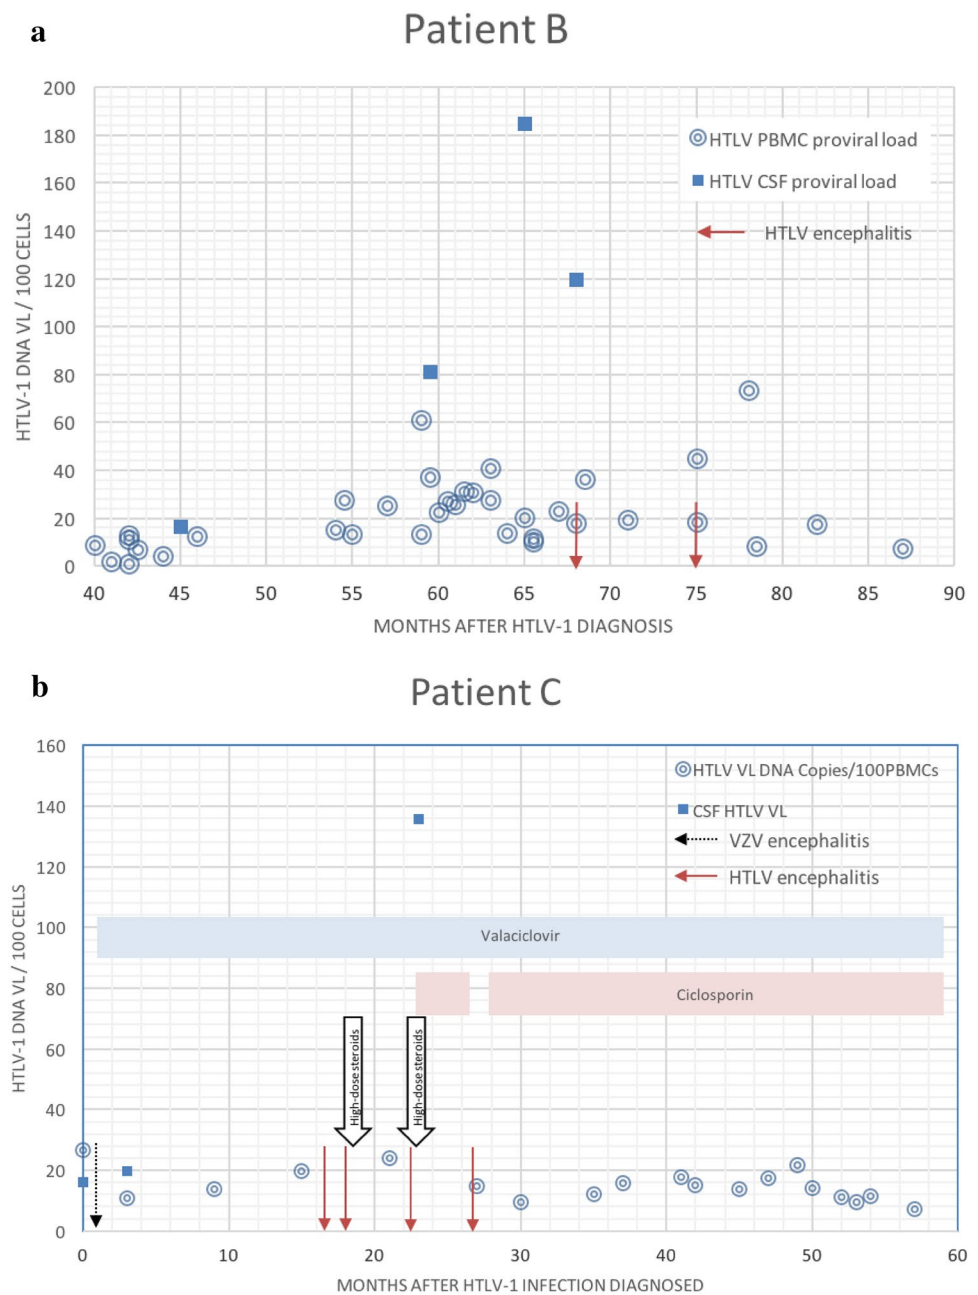 a
Patient B
200
180
160
140
120
100
80
60
40
20
0
HTLV-1 DNA VL / 100 CELLS
HTLV PBMC proviral load
HTLV CSF proviral load
HTLV encephalitis
40 45 50 55 60 65 70 75 80 85 90
MONTHS AFTER HTLV-1 DIAGNOSIS
b
Patient C
160
140
120
100
80
60
40
20
0
HTLV-1 DNA VL / 100 CELLS
HTLV VL DNA Copies/100PBMCs
CSF HTLV VL
VZV encephalitis
HTLV encephalitis
Valaciclovir
Ciclosporin
High-dose steroids
High-dose steroids
0 10 20 30 40 50 60
MONTHS AFTER HTLV-1 INFECTION DIAGNOSED